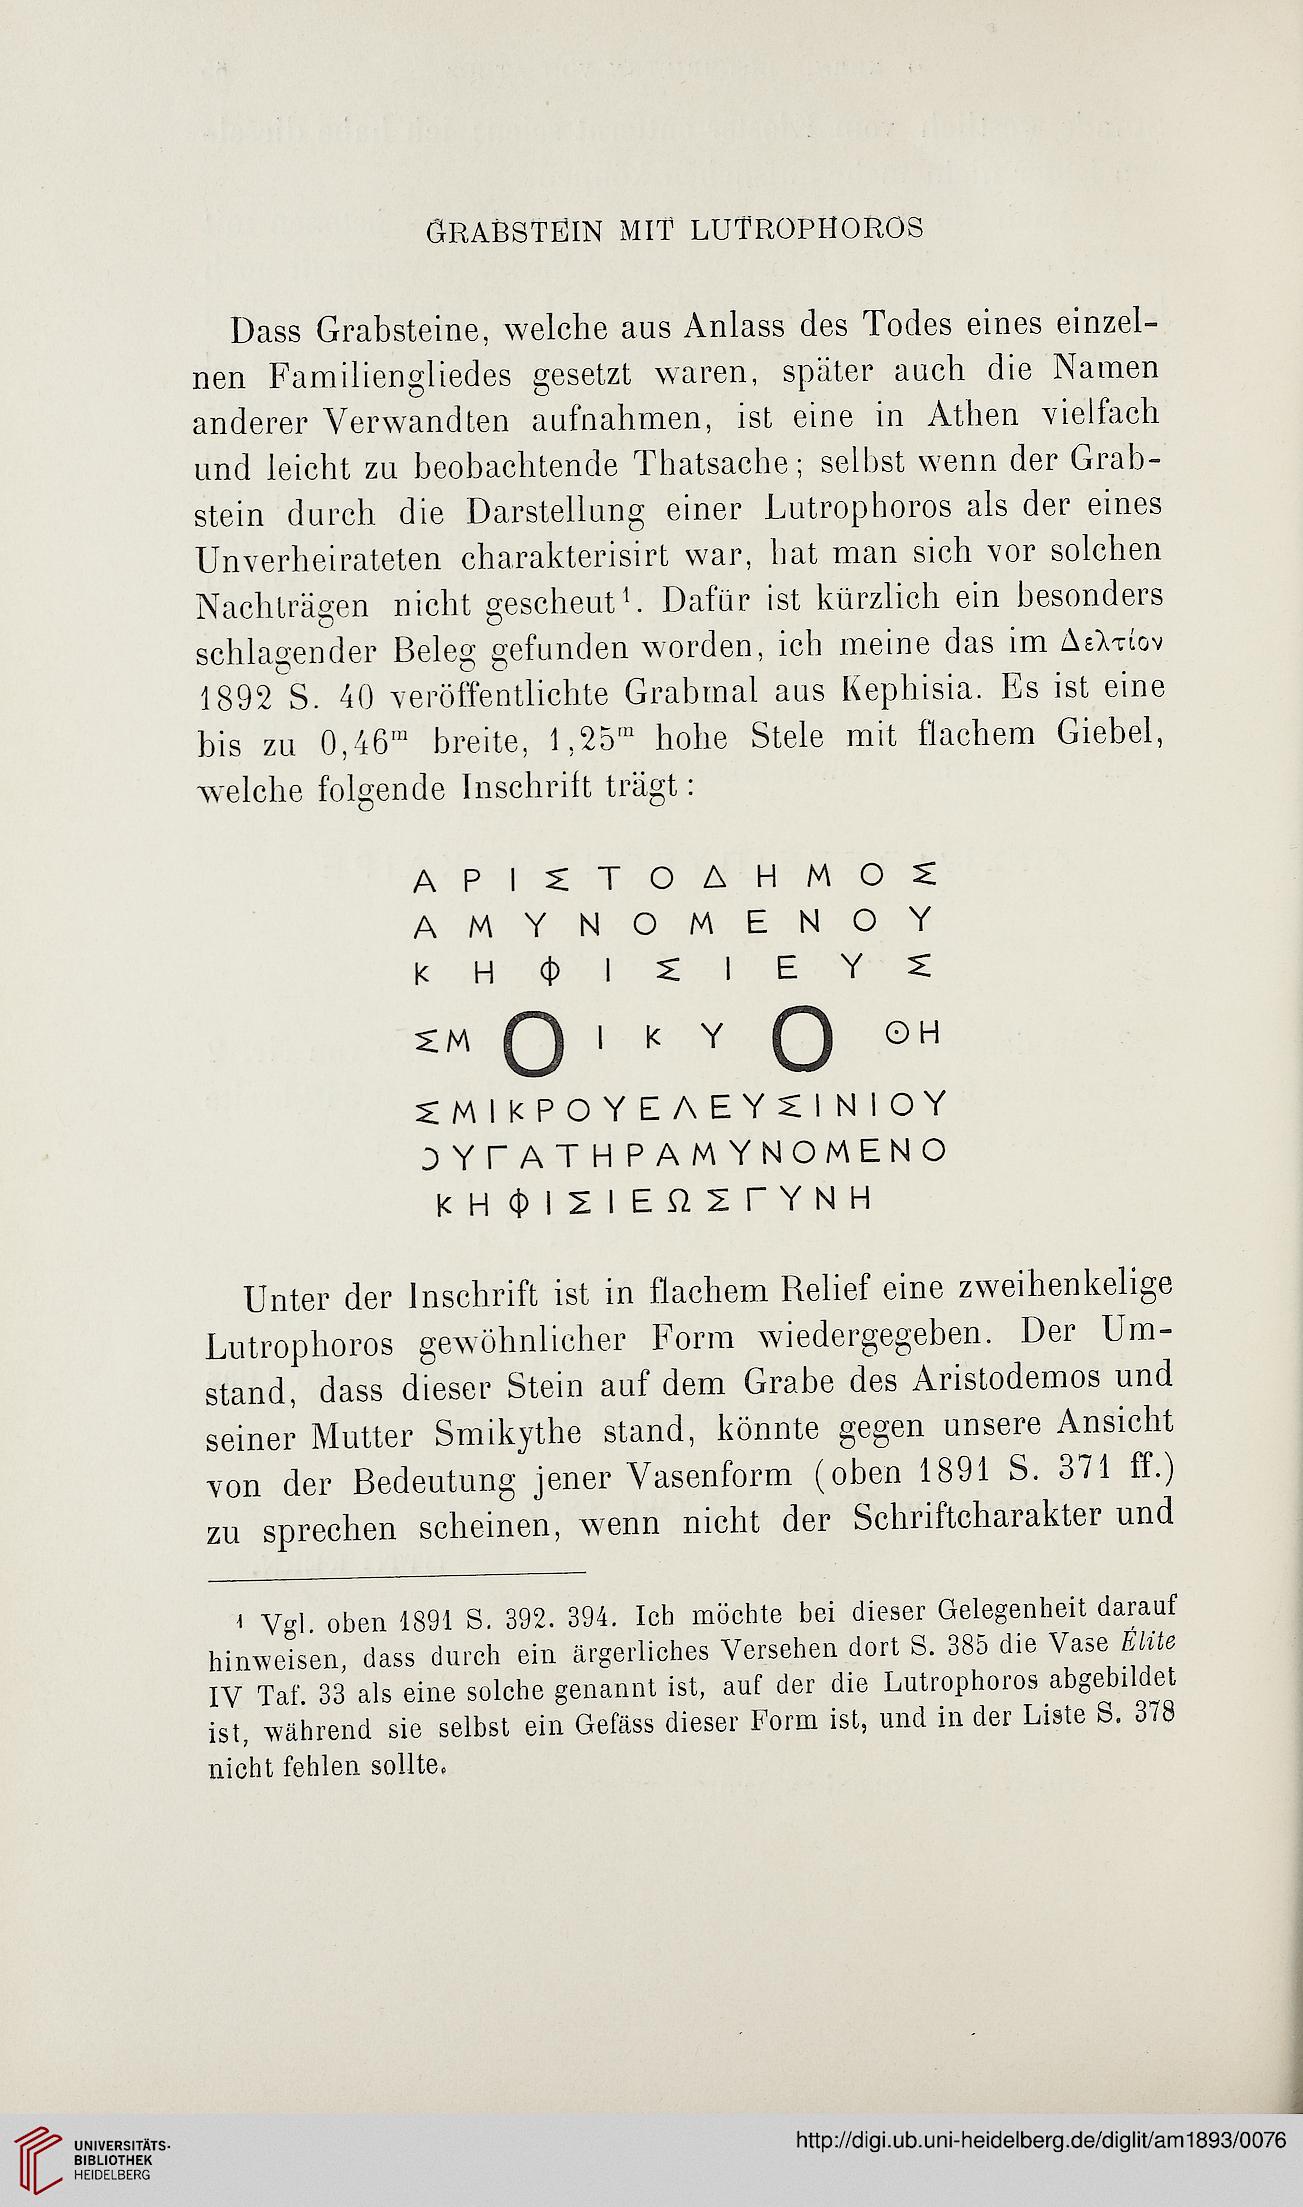 GRABSTEIN MIT LUTROPHOROS
Dass Grabsteine, welche aus Anlass des Todes eines einzel-
nen Familiengliedes gesetzt waren, später auch die Namen
anderer Verwandten aufnahmen, ist eine in Athen vielfach
und leicht zu beobachtende Thatsache; selbst wenn der Grab-
stein durch die Darstellung einer Lutrophoros als der eines
Unverheirateten charakterisirt war, hat man sich vor solchen
Nachträgen nicht gescheut¹. Dafür ist kürzlich ein besonders
schlagender Beleg gefunden worden, ich meine das im Δελτίον
1892 S. 40 veröffentlichte Grabmal aus Kephisia. Es ist eine
bis zu 0,46ᵐ breite, 1,25ᵐ hohe Stele mit flachem Giebel,
welche folgende Inschrift trägt:
Α Ρ Ι Σ Τ Ο Δ Η Μ Ο Σ
Α Μ Υ Ν Ο Μ Ε Ν Ο Υ
Κ Η Φ Ι Σ Ι Ε Υ Σ
ΣΜ Ο Ι Κ Υ Ο ΘΗ
ΣΜΙΚΡΟΥΕΛΕΥΣΙΝΙΟΥ
ϽΥΓΑΤΗΡΑΜΥΝΟΜΕΝΟ
ΚΗΦΙΣΙΕΩΣΓΥΝΗ
Unter der Inschrift ist in flachem Relief eine zweihenkelige
Lutrophoros gewöhnlicher Form wiedergegeben. Der Um-
stand, dass dieser Stein auf dem Grabe des Aristodemos und
seiner Mutter Smikythe stand, könnte gegen unsere Ansicht
von der Bedeutung jener Vasenform (oben 1891 S. 371 ff.)
zu sprechen scheinen, wenn nicht der Schriftcharakter und
¹ Vgl. oben 1891 S. 392. 394. Ich möchte bei dieser Gelegenheit darauf
hinweisen, dass durch ein ärgerliches Versehen dort S. 385 die Vase Élite
IV Taf. 33 als eine solche genannt ist, auf der die Lutrophoros abgebildet
ist, während sie selbst ein Gefäss dieser Form ist, und in der Liste S. 378
nicht fehlen sollte.
UNIVERSITÄTS-
BIBLIOTHEK
HEIDELBERG
http://digi.ub.uni-heidelberg.de/diglit/am1893/0076